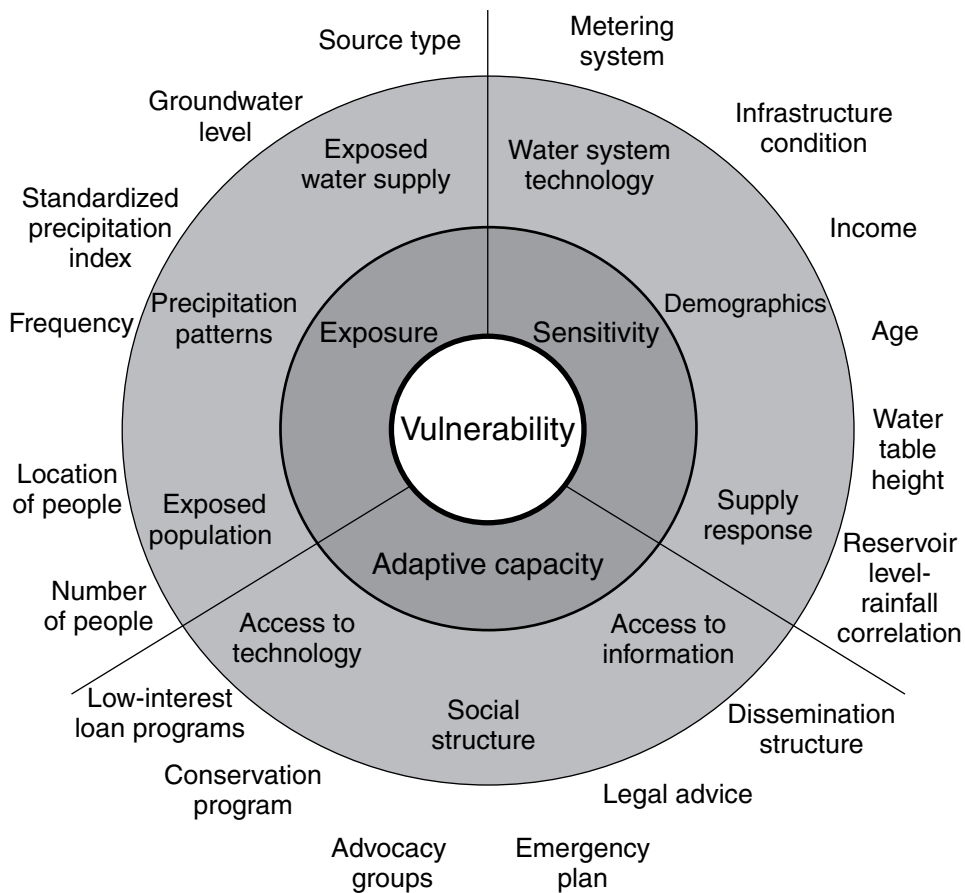 Source type
Metering
system
Groundwater
level
Infrastructure
condition
Exposed
water supply
Water system
technology
Standardized
precipitation
index
Income
Frequency
Precipitation
patterns
Exposure
Sensitivity
Demographics
Age
Vulnerability
Water
table
height
Location
of people
Exposed
population
Supply
response
Adaptive capacity
Reservoir
level-
rainfall
correlation
Number
of people
Access to
technology
Access to
information
Low-interest
loan programs
Social
structure
Dissemination
structure
Conservation
program
Legal advice
Advocacy
groups
Emergency
plan